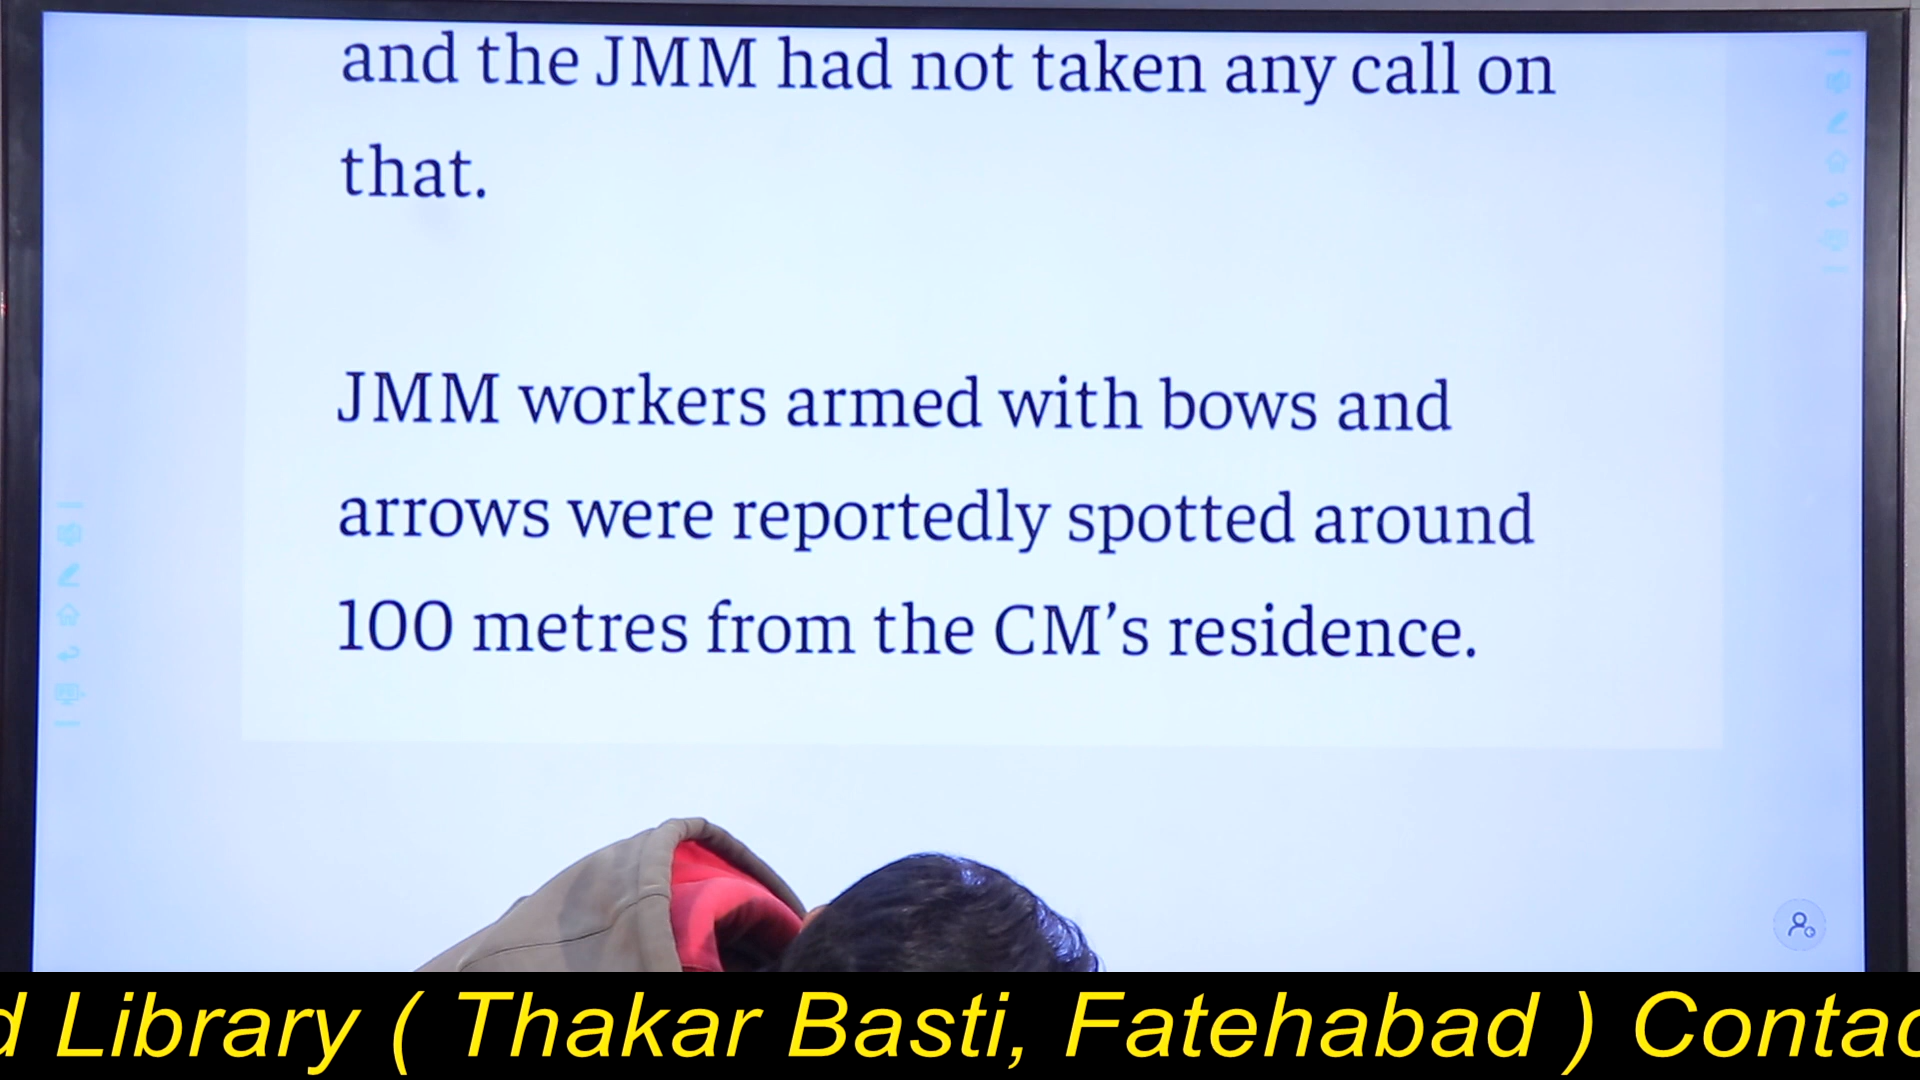 and the JMM had not taken any call on
that.
JMM workers armed with bows and
arrows were reportedly spotted around
100 metres from the CM's residence.
Library ( Thakar Basti, Fatehabad )